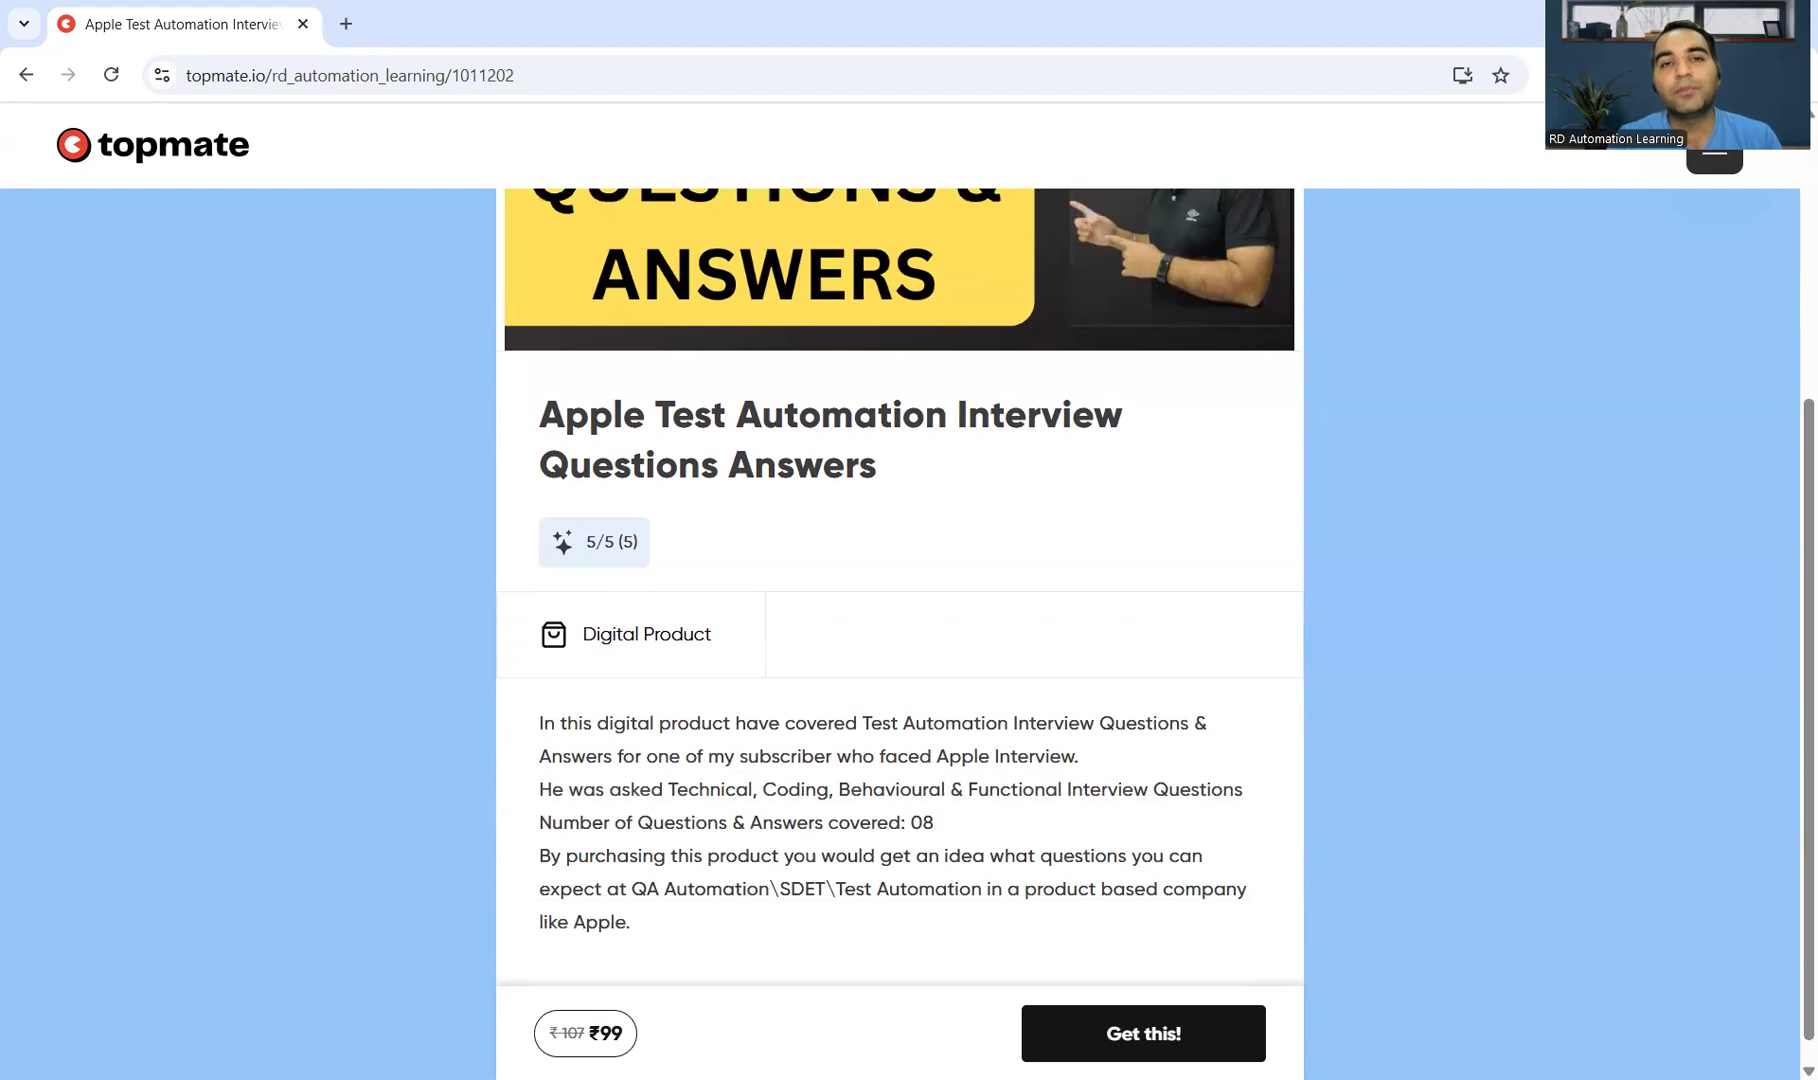 Apple Test Automation Intervie
topmate.io/rd_automation_learning/1011202
RD Automation Learning
topmate
QUESTIONS &
ANSWERS
Apple Test Automation Interview
Questions Answers
5/5 (5)
Digital Product
In this digital product have covered Test Automation Interview Questions &
Answers for one of my subscriber who faced Apple Interview.
He was asked Technical, Coding, Behavioural & Functional Interview Questions
Number of Questions & Answers covered: 08
By purchasing this product you would get an idea what questions you can
expect at QA Automation\SDET\Test Automation in a product based company
like Apple.
₹107 ₹99
Get this!